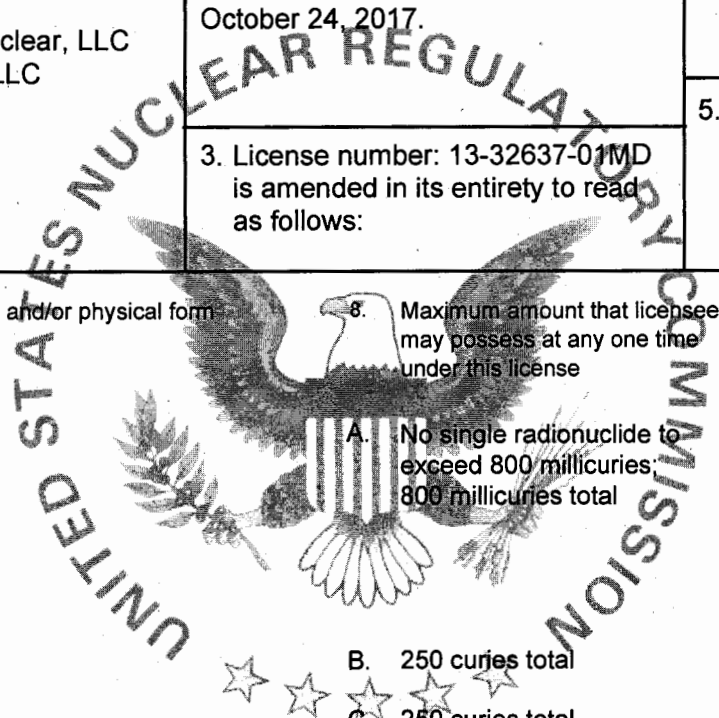 clear, LLC
LLC
October 24, 2017.
5.
3. License number: 13-32637-01MD
is amended in its entirety to read
as follows:
and/or physical form
8. Maximum amount that licensee
may possess at any one time
under this license
A. No single radionuclide to
exceed 800 millicuries;
800 millicuries total
B. 250 curies total
C. 250 curies total
UNITED STATES NUCLEAR REGULATORY COMMISSION